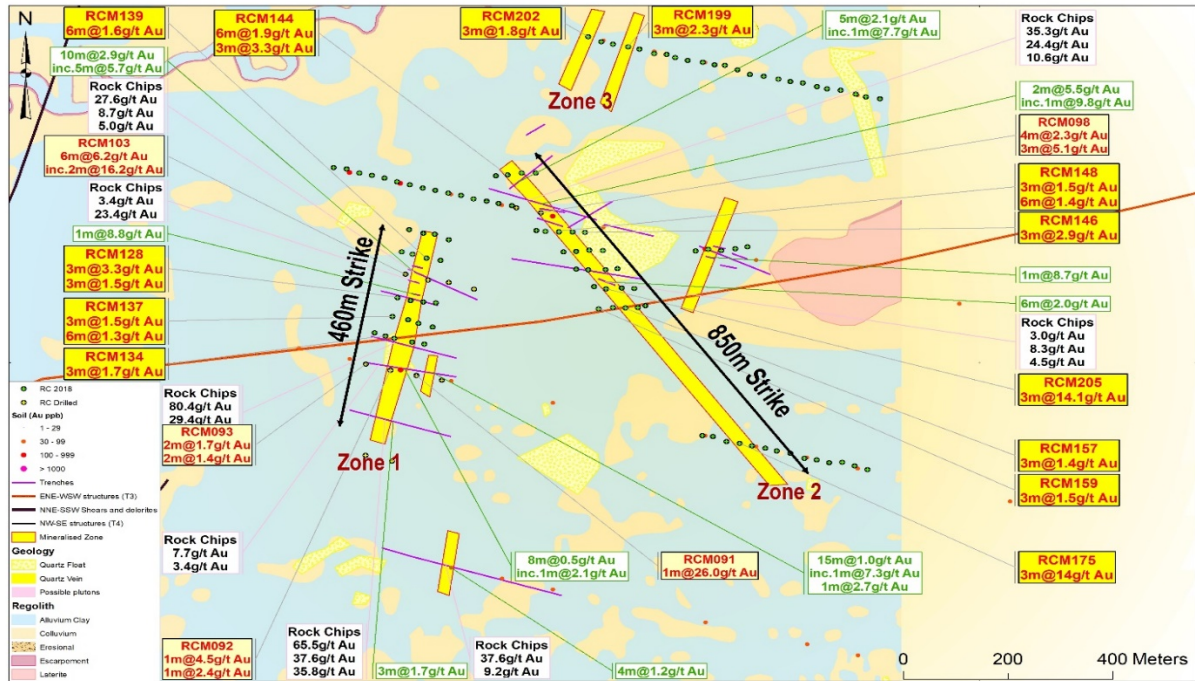 RCM139
6m@1.6g/t Au
RCM144
6m@1.9g/t Au
3m@3.3g/t Au
RCM202
3m@1.8g/t Au
RCM199
3m@2.3g/t Au
5m@2.1g/t Au
inc.1m@7.7g/t Au
Rock Chips
35.3g/t Au
24.4g/t Au
10.6g/t Au
N
10m@2.9g/t Au
inc.5m@5.7g/t Au
Rock Chips
27.6g/t Au
8.7g/t Au
5.0g/t Au
RCM103
6m@6.2g/t Au
inc.2m@16.2g/t Au
Rock Chips
3.4g/t Au
23.4g/t Au
1m@8.8g/t Au
RCM128
3m@3.3g/t Au
3m@1.5g/t Au
RCM137
3m@1.5g/t Au
6m@1.3g/t Au
RCM134
3m@1.7g/t Au
Zone 3
460m Strike
850m Strike
Zone 1
Zone 2
2m@5.5g/t Au
inc.1m@9.8g/t Au
RCM098
4m@2.3g/t Au
3m@5.1g/t Au
RCM148
3m@1.5g/t Au
6m@1.4g/t Au
RCM146
3m@2.9g/t Au
1m@8.7g/t Au
6m@2.0g/t Au
Rock Chips
3.0g/t Au
8.3g/t Au
4.5g/t Au
RCM205
3m@14.1g/t Au
RCM157
3m@1.4g/t Au
RCM159
3m@1.5g/t Au
RCM175
3m@14g/t Au
Rock Chips
80.4g/t Au
29.4g/t Au
RCM093
2m@1.7g/t Au
2m@1.4g/t Au
Rock Chips
7.7g/t Au
3.4g/t Au
RCM092
1m@4.5g/t Au
1m@2.4g/t Au
Rock Chips
65.5g/t Au
37.6g/t Au
35.8g/t Au
3m@1.7g/t Au
Rock Chips
37.6g/t Au
9.2g/t Au
8m@0.5g/t Au
inc.1m@2.1g/t Au
RCM091
1m@26.0g/t Au
15m@1.0g/t Au
inc.1m@7.3g/t Au
1m@2.7g/t Au
4m@1.2g/t Au
RC 2018
RC Drilled
Soil (Au ppb)
1 - 29
30 - 99
100 - 999
> 1000
Trenches
ENE-WSW structures (T3)
NNE-SSW Shears and dolerites
NW-SE structures (T4)
Mineralised Zone
Geology
Quartz Float
Quartz Vein
Possible plutons
Regolith
Alluvium Clay
Colluvium
Eresional
Escarpement
Laterite
0 200 400 Meters